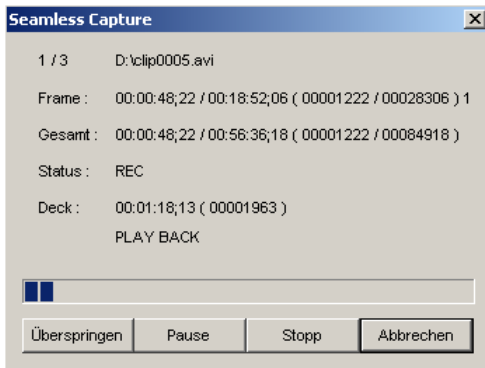 Seamless Capture
1 / 3 D:\clip0005.avi
Frame : 00:00:48;22 / 00:18:52;06 ( 00001222 / 00028306 ) 1
Gesamt : 00:00:48;22 / 00:56:36;18 ( 00001222 / 00084918 )
Status : REC
Deck : 00:01:18;13 ( 00001963 )
PLAY BACK
Überspringen Pause Stopp Abbrechen